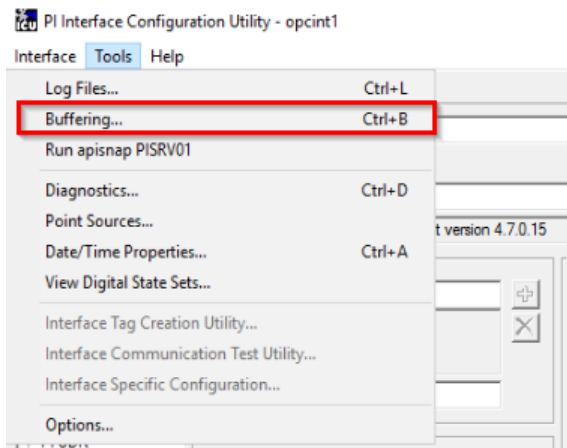 PI Interface Configuration Utility - opcint1
Interface Tools Help
Log Files... Ctrl+L
Buffering... Ctrl+B
Run apisnap PISRV01
Diagnostics... Ctrl+D
Point Sources...
t version 4.7.0.15
Date/Time Properties... Ctrl+A
View Digital State Sets...
Interface Tag Creation Utility...
Interface Communication Test Utility...
Interface Specific Configuration...
Options...